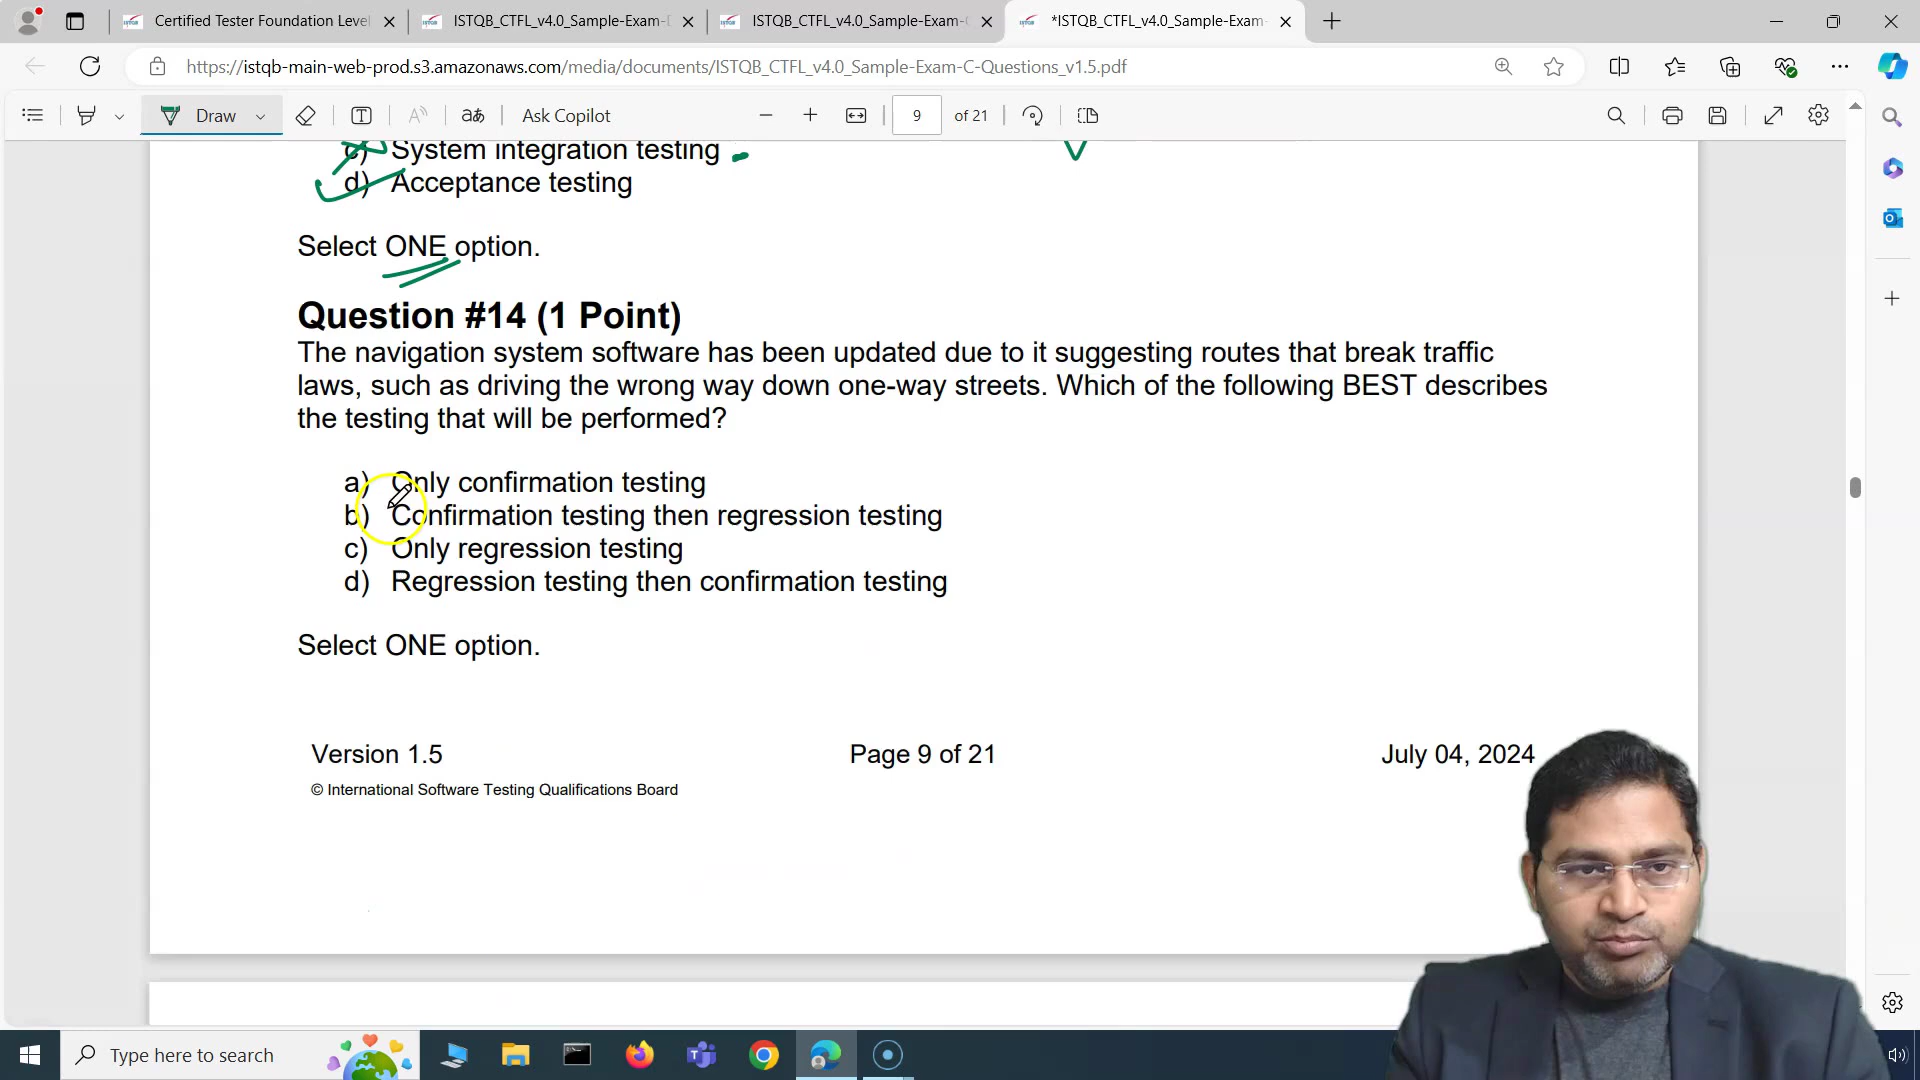 Certified Tester Foundation Leve
ISTQB_CTFL_v4.0_Sample-Exam-
ISTQB_CTFL_v4.0_Sample-Exam-
*ISTQB_CTFL_v4.0_Sample-Exam-
https://istqb-main-web-prod.s3.amazonaws.com/media/documents/ISTQB_CTFL_v4.0_Sample-Exam-C-Questions_v1.5.pdf
Draw
aあ
Ask Copilot
9 of 21
c) System integration testing
d) Acceptance testing
Select ONE option.
Question #14 (1 Point)
The navigation system software has been updated due to it suggesting routes that break traffic
laws, such as driving the wrong way down one-way streets. Which of the following BEST describes
the testing that will be performed?
a) Only confirmation testing
b) Confirmation testing then regression testing
c) Only regression testing
d) Regression testing then confirmation testing
Select ONE option.
Version 1.5
Page 9 of 21
July 04, 2024
© International Software Testing Qualifications Board
Type here to search